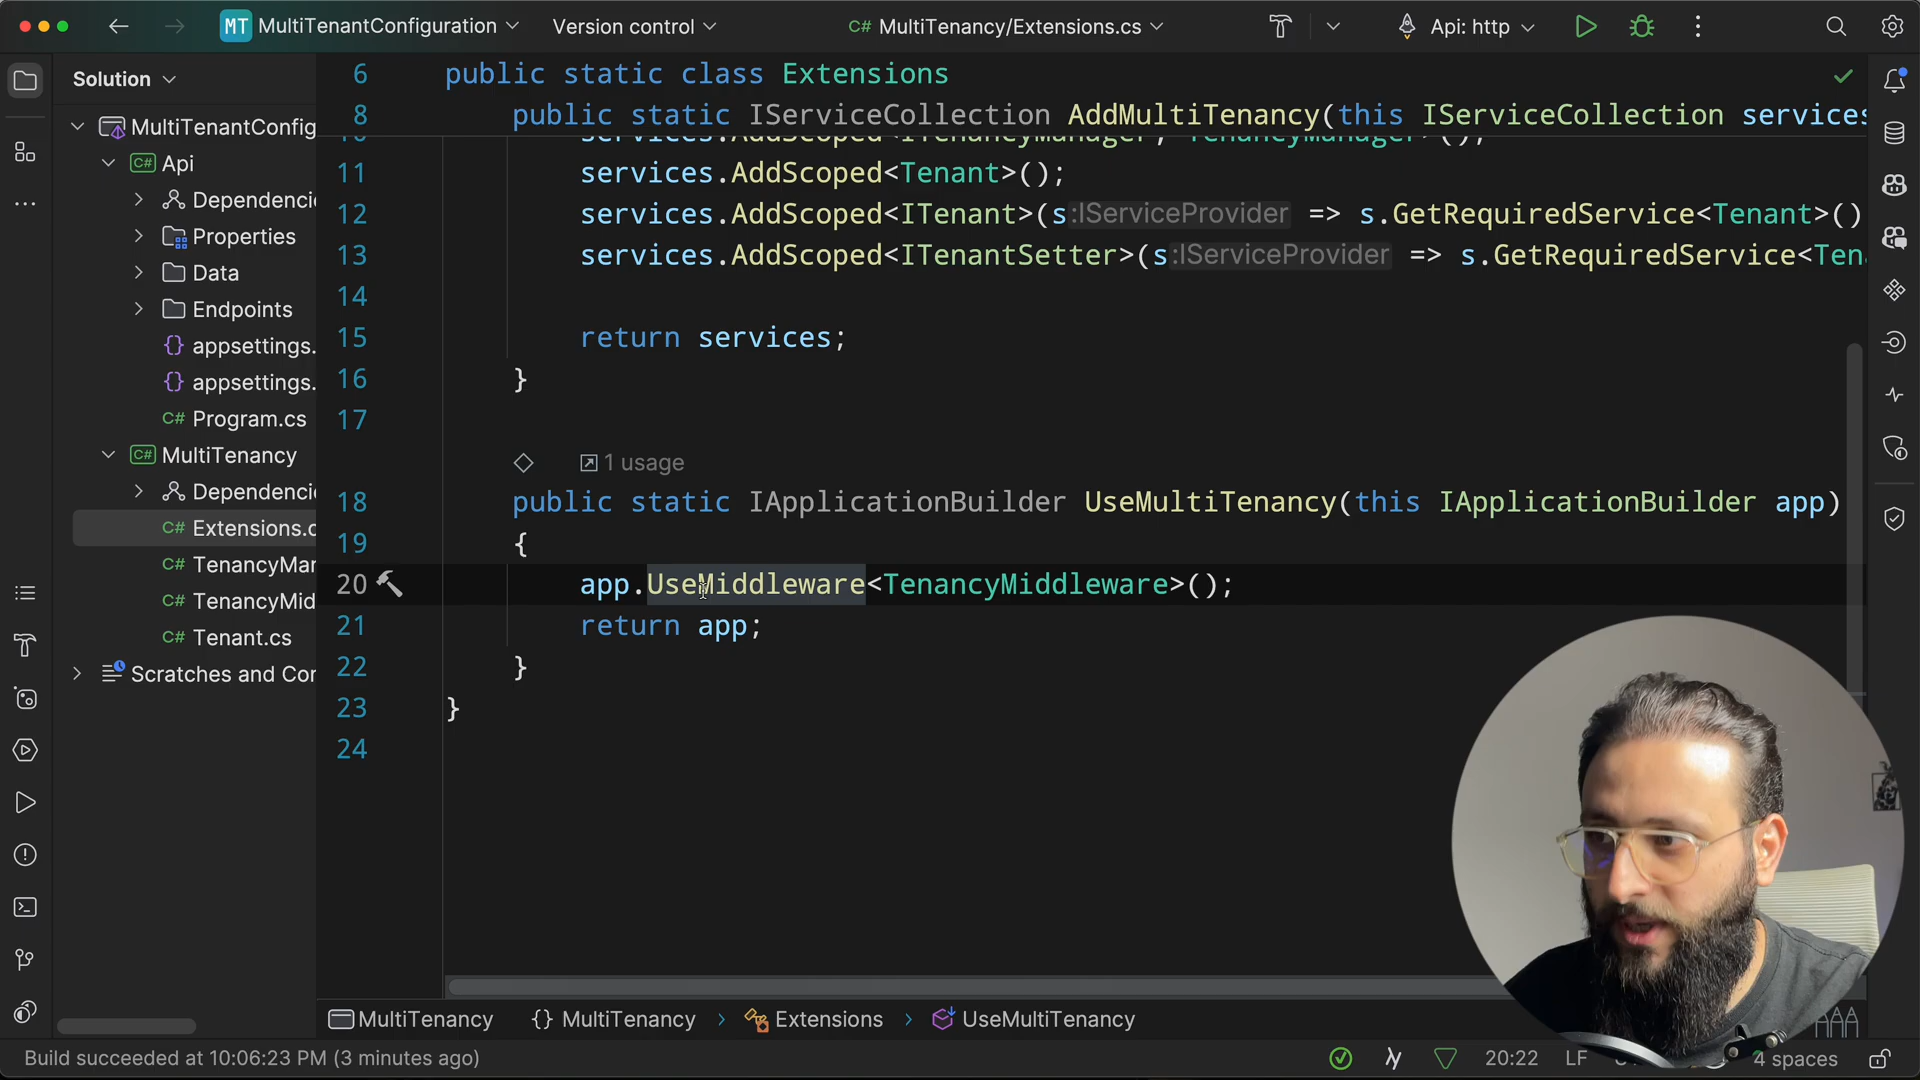 MT MultiTenantConfiguration
Version control
C# MultiTenancy/Extensions.cs
Api: http
Solution
MultiTenantConfig
C# Api
Dependenci
Properties
Data
Endpoints
{} appsettings.
{} appsettings.
C# Program.cs
C# MultiTenancy
Dependenci
C# Extensions.c
C# TenancyMar
C# TenancyMid
C# Tenant.cs
Scratches and Cor
6 public static class Extensions
8 public static IServiceCollection AddMultiTenancy(this IServiceCollection services
services.AddScoped<ITenancyManager, TenancyManager>();
11 services.AddScoped<Tenant>();
12 services.AddScoped<ITenant>(s :IServiceProvider => s.GetRequiredService<Tenant>()
13 services.AddScoped<ITenantSetter>(s :IServiceProvider => s.GetRequiredService<Ten
14
15 return services;
16 }
17
1 usage
18 public static IApplicationBuilder UseMultiTenancy(this IApplicationBuilder app)
19 {
20 app.UseMiddleware<TenancyMiddleware>();
21 return app;
22 }
23 }
24
MultiTenancy {} MultiTenancy > Extensions > UseMultiTenancy
Build succeeded at 10:06:23 PM (3 minutes ago)
20:22 LF
4 spaces